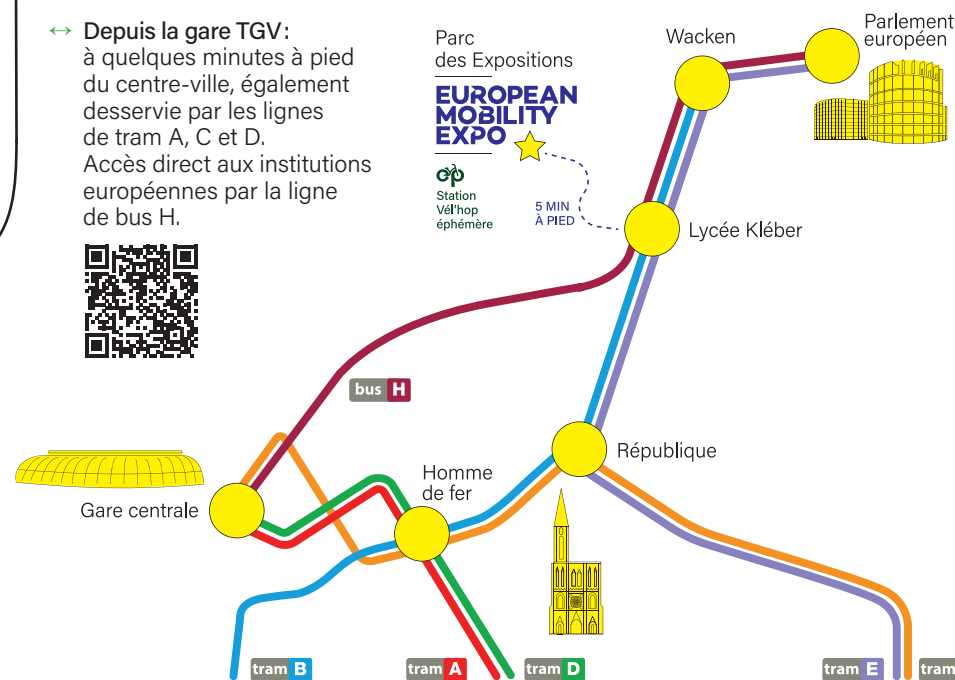 ↔ Depuis la gare TGV :
à quelques minutes à pied
du centre-ville, également
desservie par les lignes
de tram A, C et D.
Accès direct aux institutions
européennes par la ligne
de bus H.
Parc
des Expositions
EUROPEAN
MOBILITY
EXPO
Station
Vél'hop
éphémère
5 MIN
À PIED
Wacken
Parlement
européen
Lycée Kléber
bus H
République
Homme
de fer
Gare centrale
tram B
tram A
tram D
tram E
tram